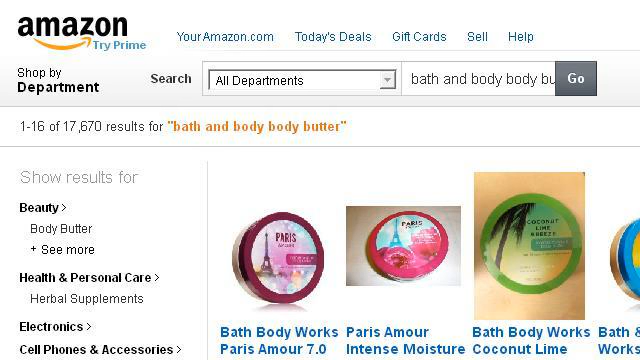 amazon
Try Prime
YourAmazon.com Today's Deals Gift Cards Sell Help
Shop by
Department
Search All Departments bath and body body bu Go
1-16 of 17,670 results for "bath and body body butter"
Show results for
Beauty >
Body Butter
+ See more
Health & Personal Care >
Herbal Supplements
Electronics >
Cell Phones & Accessories >
PARIS
PARIS
COCONUT
LIME
BREEZE
Bath Body Works
Paris Amour 7.0
Paris Amour
Intense Moisture
Bath Body Works
Coconut Lime
Bath &
Works